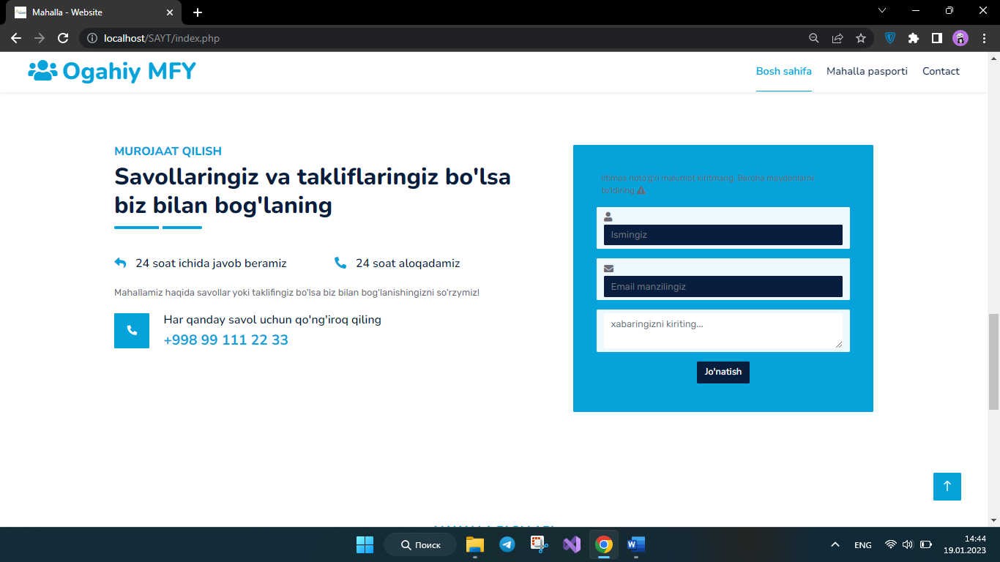 Mahalla - Website
localhost/SAYT/index.php
Ogahiy MFY
Bosh sahifa
Mahalla pasporti
Contact
MUROJAAT QILISH
Savollaringiz va takliflaringiz bo'lsa
biz bilan bog'laning
24 soat ichida javob beramiz
24 soat aloqadamiz
Mahallamiz haqida savollar yoki taklifingiz bo'lsa biz bilan bog'lanishingizni so'rzymiz!
Har qanday savol uchun qo'ng'iroq qiling
+998 99 111 22 33
Iltimos noto'g'ri malumot kiritmang, Barcha maydonlarni
to'ldiring
Ismingiz
Email manzilingiz
xabaringizni kiriting...
Jo'natish
Поиск
ENG
14:44
19.01.2023